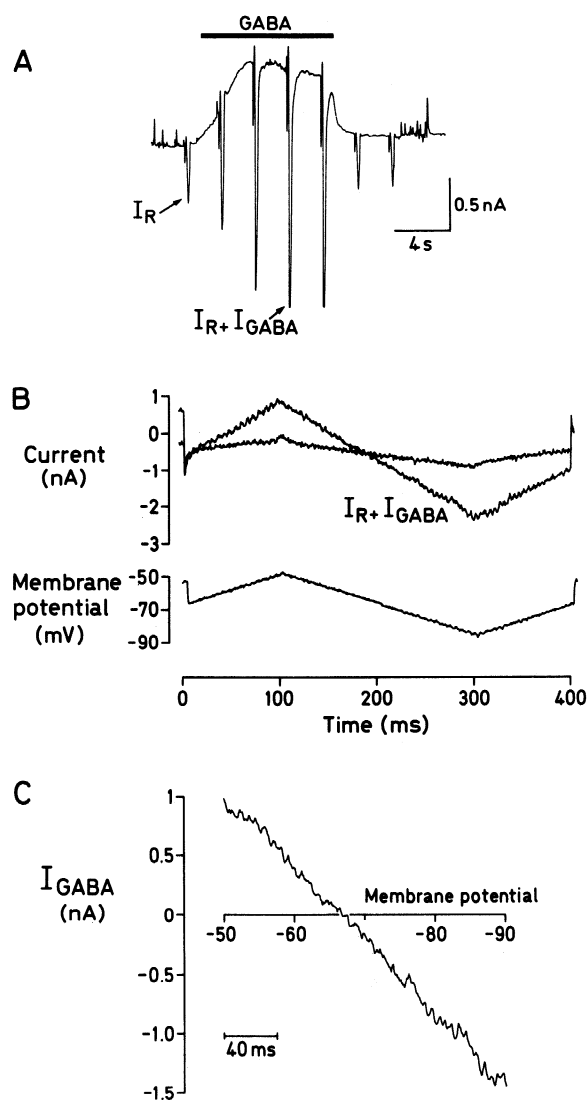 GABA
A
I_R
0.5 nA
4 s
I_R+ I_GABA
B
1
0
-1
-2
-3
Current
(nA)
I_R+ I_GABA
Membrane
potential
(mV)
-50
-70
-90
0 100 200 300 400
Time (ms)
C
1
0.5
0
-0.5
-1.0
-1.5
I_GABA
(nA)
Membrane potential
-50 -60 -80 -90
40 ms